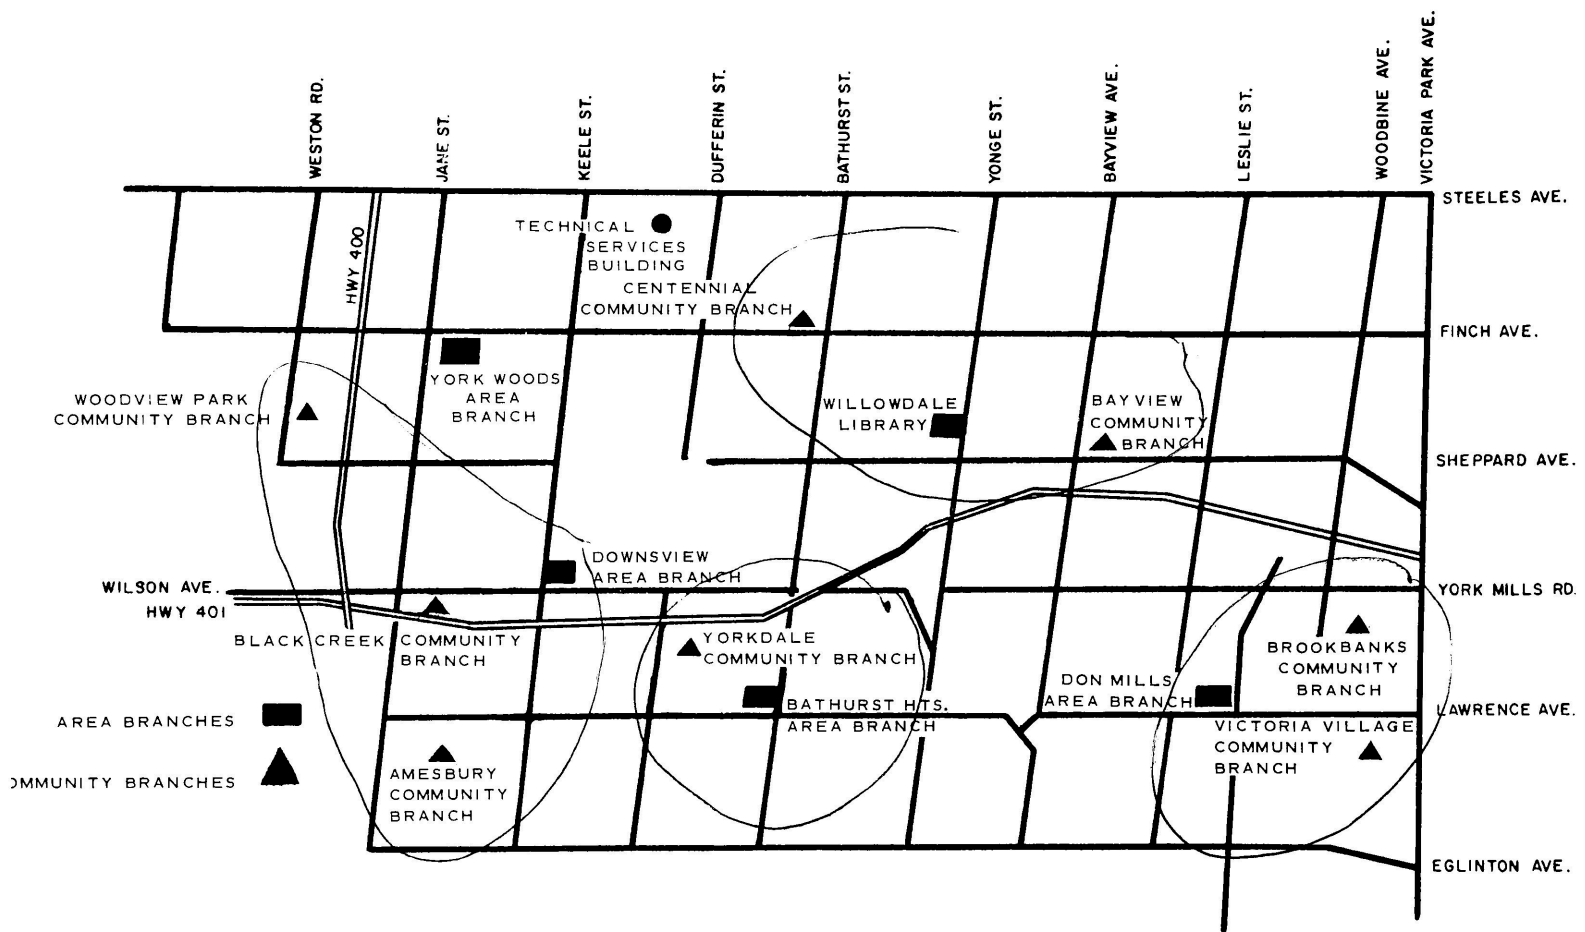 WESTON RD.
JANE ST.
KEELE ST.
DUFFERIN ST.
BATHURST ST.
YONGE ST.
BAYVIEW AVE.
LESLIE ST.
WOODBINE AVE.
VICTORIA PARK AVE.
STEELES AVE.
HWY 400
TECHNICAL
SERVICES
BUILDING
CENTENNIAL
COMMUNITY BRANCH
FINCH AVE.
YORK WOODS
AREA
BRANCH
WOODVIEW PARK
COMMUNITY BRANCH
WILLOWDALE
LIBRARY
BAYVIEW
COMMUNITY
BRANCH
SHEPPARD AVE.
DOWNSVIEW
AREA BRANCH
WILSON AVE.
HWY 401
YORK MILLS RD.
BLACK CREEK COMMUNITY
BRANCH
YORKDALE
COMMUNITY BRANCH
BROOKBANKS
COMMUNITY
BRANCH
DON MILLS
AREA BRANCH
BATHURST HTS.
AREA BRANCH
LAWRENCE AVE.
VICTORIA VILLAGE
COMMUNITY
BRANCH
AREA BRANCHES
OMMUNITY BRANCHES
AMESBURY
COMMUNITY
BRANCH
EGLINTON AVE.